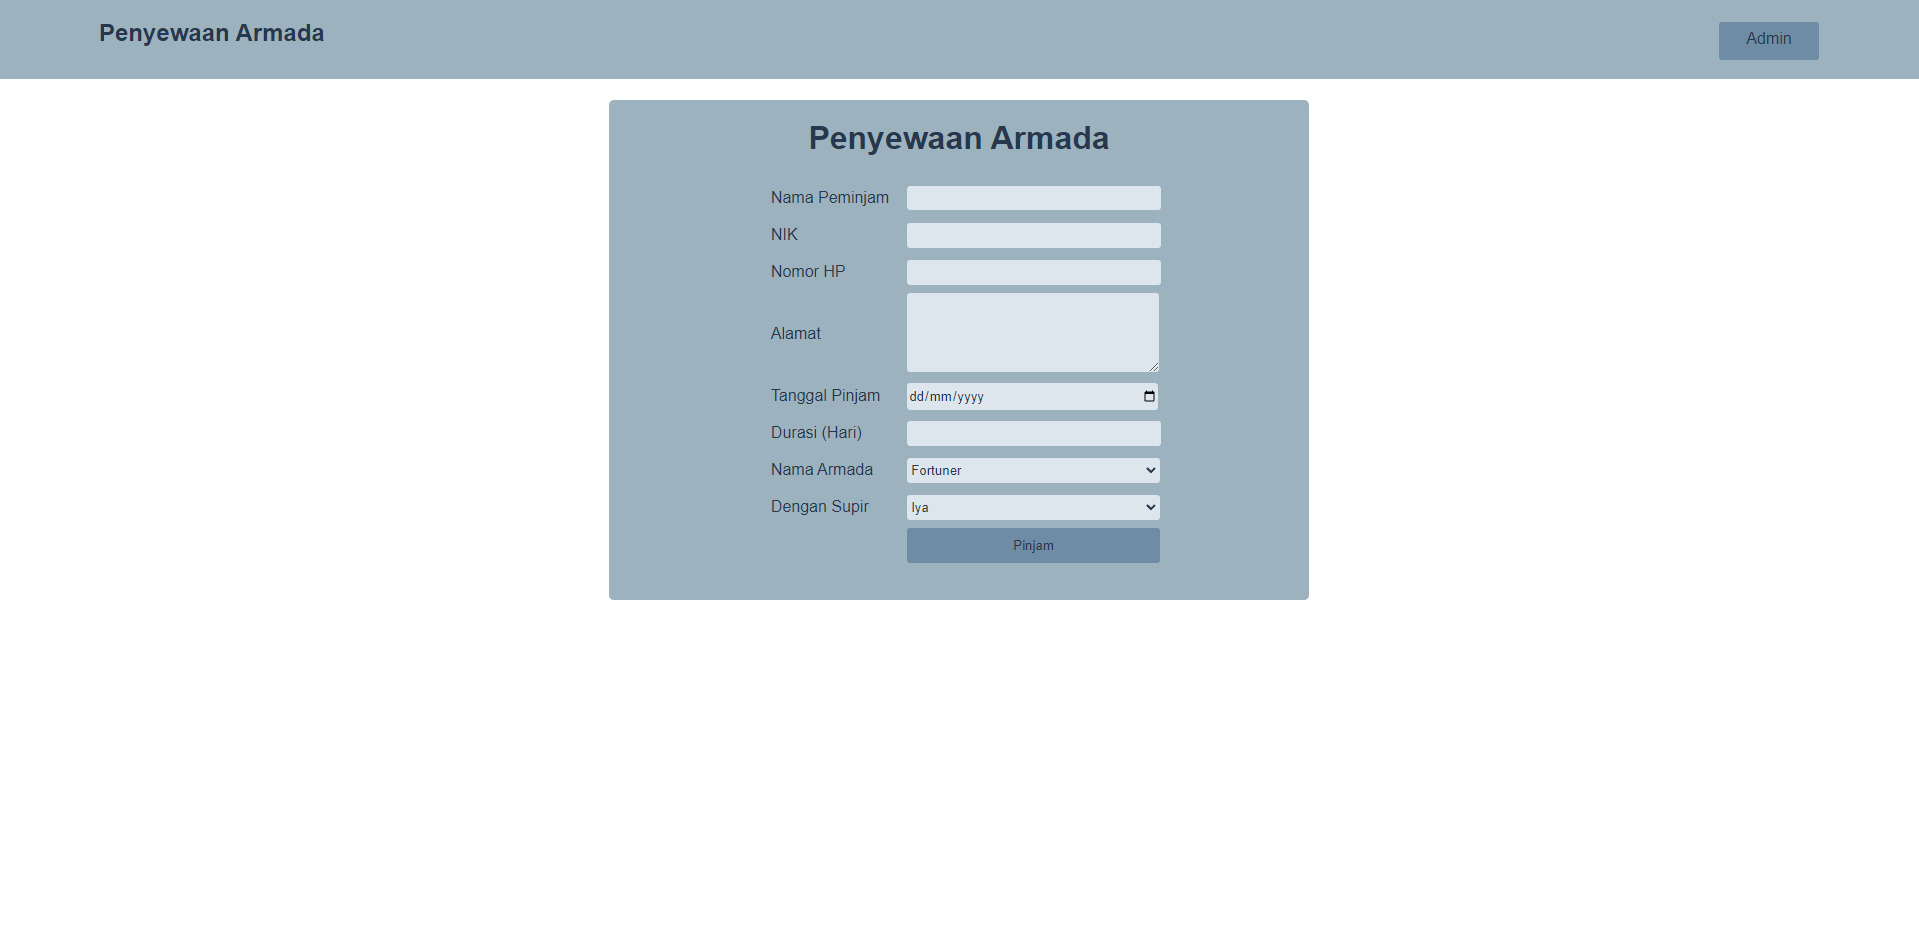 Penyewaan Armada
Admin
Penyewaan Armada
Nama Peminjam
NIK
Nomor HP
Alamat
Tanggal Pinjam dd/mm/yyyy
Durasi (Hari)
Nama Armada Fortuner
Dengan Supir Iya
Pinjam